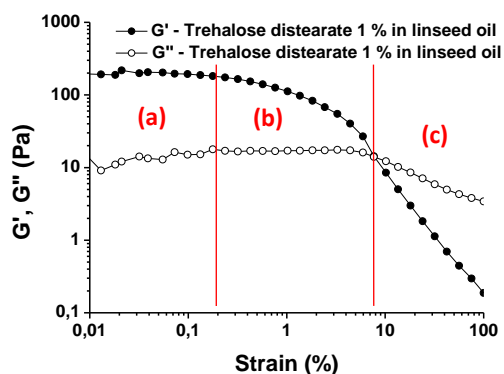 G' - Trehalose distearate 1 % in linseed oil
G'' - Trehalose distearate 1 % in linseed oil
1000
100
10
1
0,1
G', G'' (Pa)
(a)
(b)
(c)
0,01
0,1
1
10
100
Strain (%)